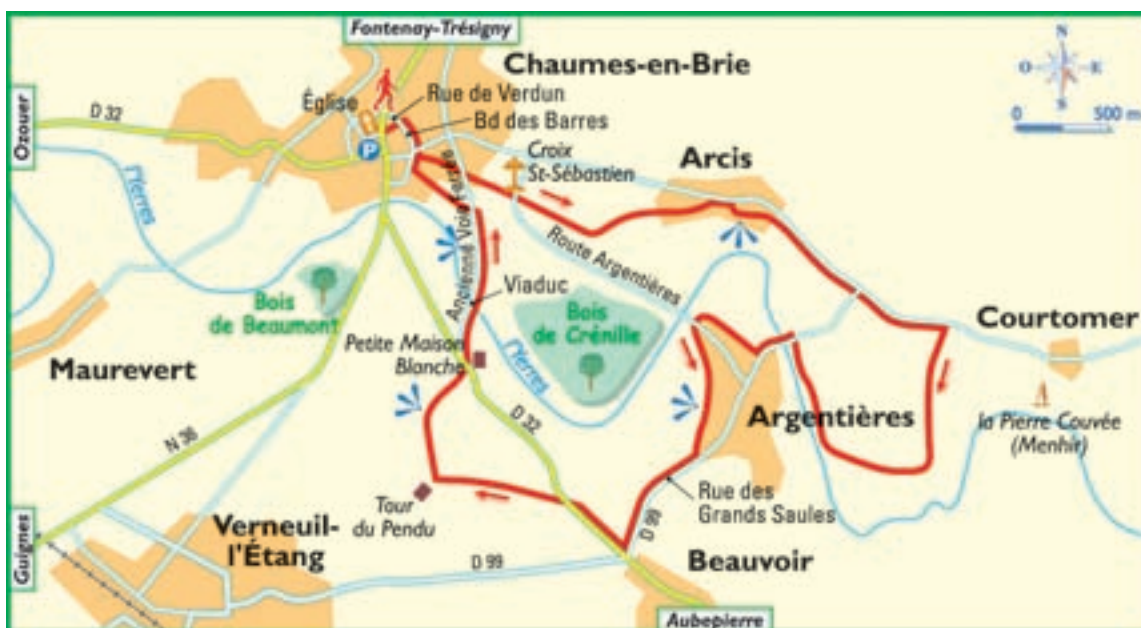 Fontenay-Trésigny
Chaumes-en-Brie
N
O
E
S
0
500 m
Église
Rue de Verdun
Bd des Barres
D 32
Ozouer
P
Croix
St-Sébastien
Arcis
l'Yerres
Ancienne Voie Ferrée
Route Argentières
Viaduc
Bois
de Beaumont
Bois
de Crénille
Courtomer
Petite Maison
Blanche
l'Yerres
Maurevert
D 32
Argentières
la Pierre Couvée
(Menhir)
N 36
Tour
du Pendu
Rue des
Grands Saules
D 99
Verneuil-
l'Étang
Guignes
D 99
Beauvoir
Aubepierre